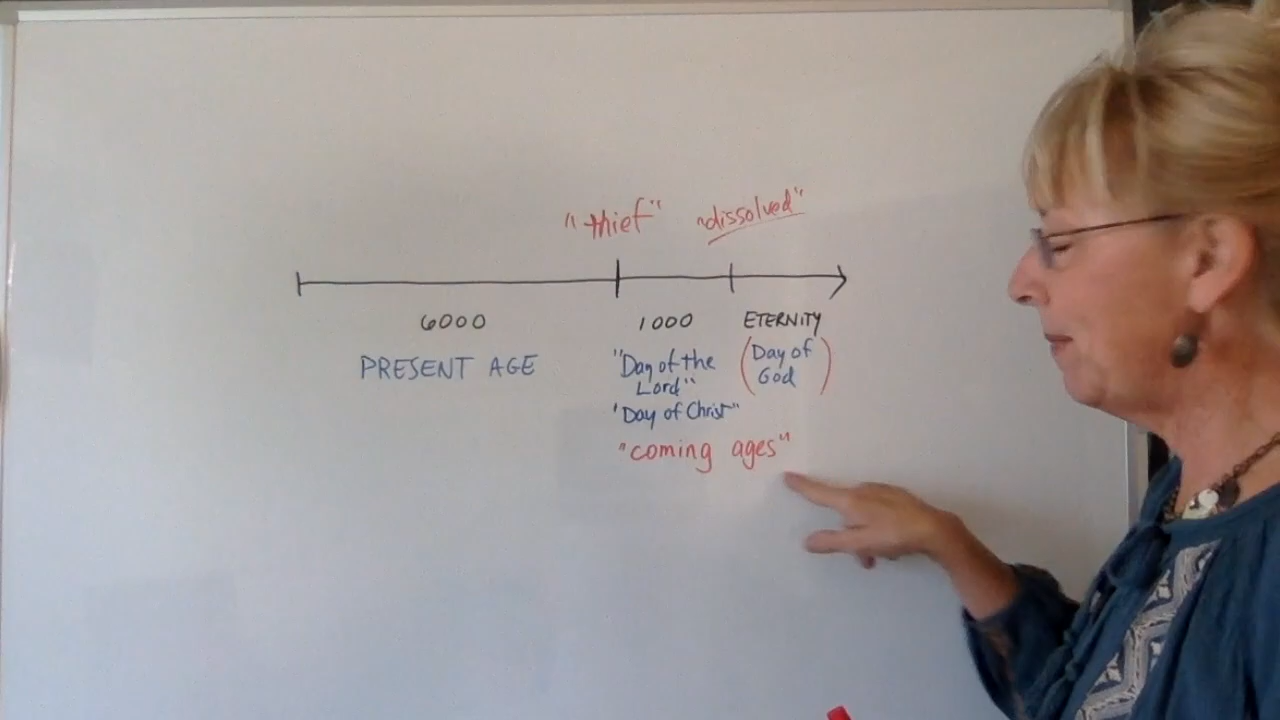 "thief" "dissolved"
6000 1000 ETERNITY
PRESENT AGE "Day of the Lord" (Day of God)
'Day of Christ"
"coming ages"